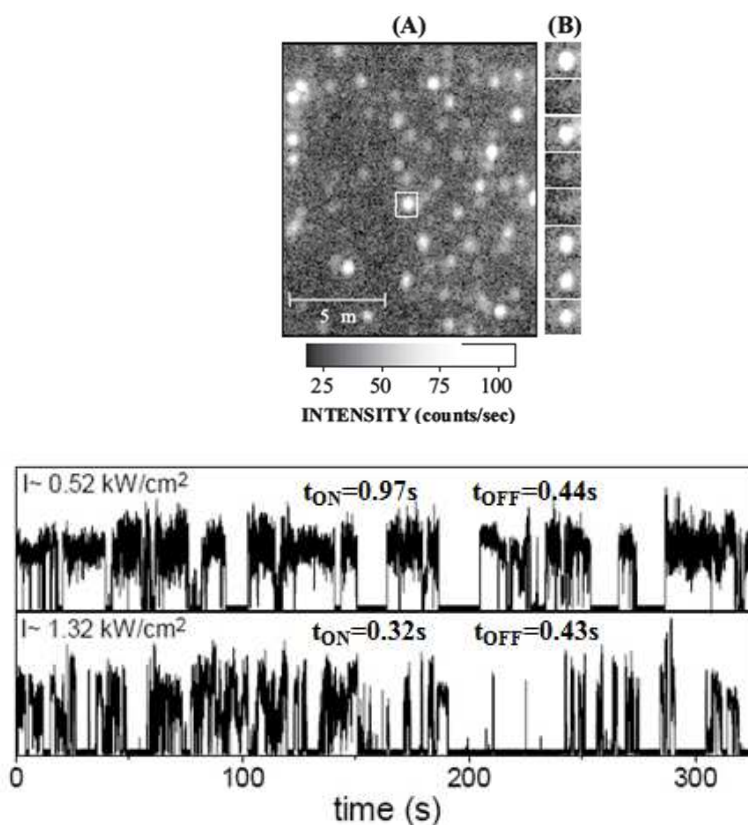 (A) (B)
5 m
25 50 75 100
INTENSITY (counts/sec)
I~ 0.52 kW/cm² tON=0.97s tOFF=0.44s
I~ 1.32 kW/cm² tON=0.32s tOFF=0.43s
0 100 200 300
time (s)